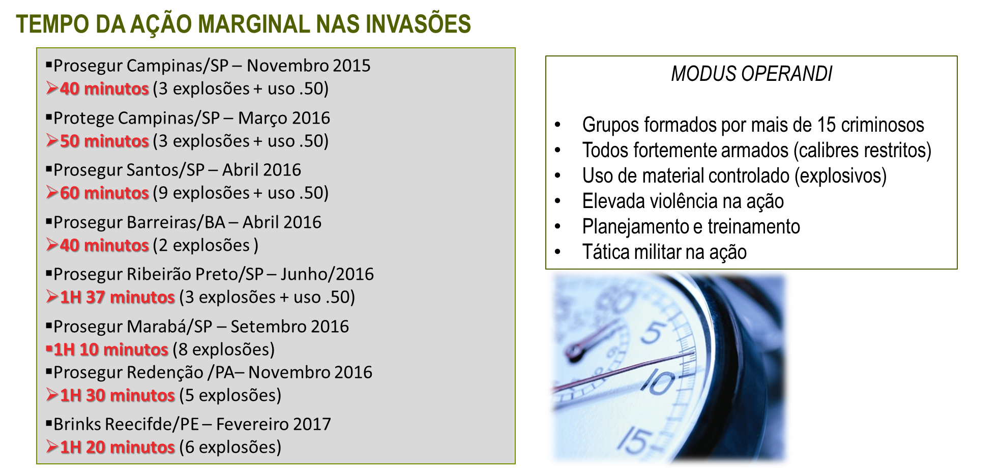 TEMPO DA AÇÃO MARGINAL NAS INVASÕES
▪Prosegur Campinas/SP – Novembro 2015
➢40 minutos (3 explosões + uso .50)
▪Protege Campinas/SP – Março 2016
➢50 minutos (3 explosões + uso .50)
▪Prosegur Santos/SP – Abril 2016
➢60 minutos (9 explosões + uso .50)
▪Prosegur Barreiras/BA – Abril 2016
➢40 minutos (2 explosões )
▪Prosegur Ribeirão Preto/SP – Junho/2016
➢1H 37 minutos (3 explosões + uso .50)
▪Prosegur Marabá/SP – Setembro 2016
▪1H 10 minutos (8 explosões)
▪Prosegur Redenção /PA– Novembro 2016
➢1H 30 minutos (5 explosões)
▪Brinks Reecifde/PE – Fevereiro 2017
➢1H 20 minutos (6 explosões)
MODUS OPERANDI
• Grupos formados por mais de 15 criminosos
• Todos fortemente armados (calibres restritos)
• Uso de material controlado (explosivos)
• Elevada violência na ação
• Planejamento e treinamento
• Tática militar na ação
60
5
10
15